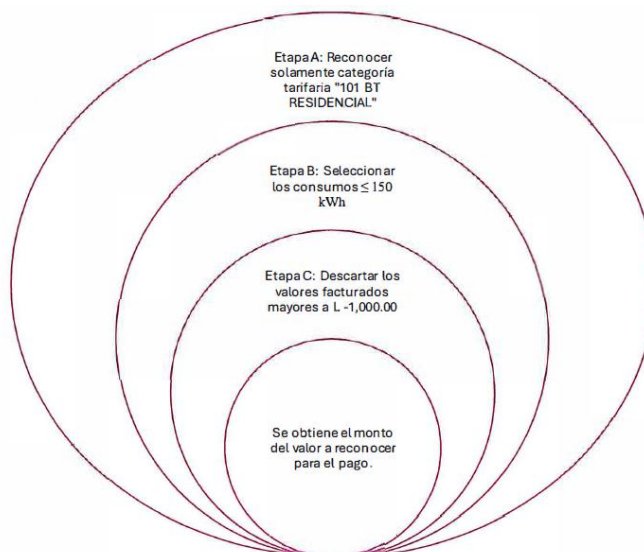 Etapa A: Reconocer
solamente categoría
tarifaria "101 BT
RESIDENCIAL"
Etapa B: Seleccionar
los consumos ≤ 150
kWh
Etapa C: Descartar los
valores facturados
mayores a L -1,000.00
Se obtiene el monto
del valor a reconocer
para el pago.